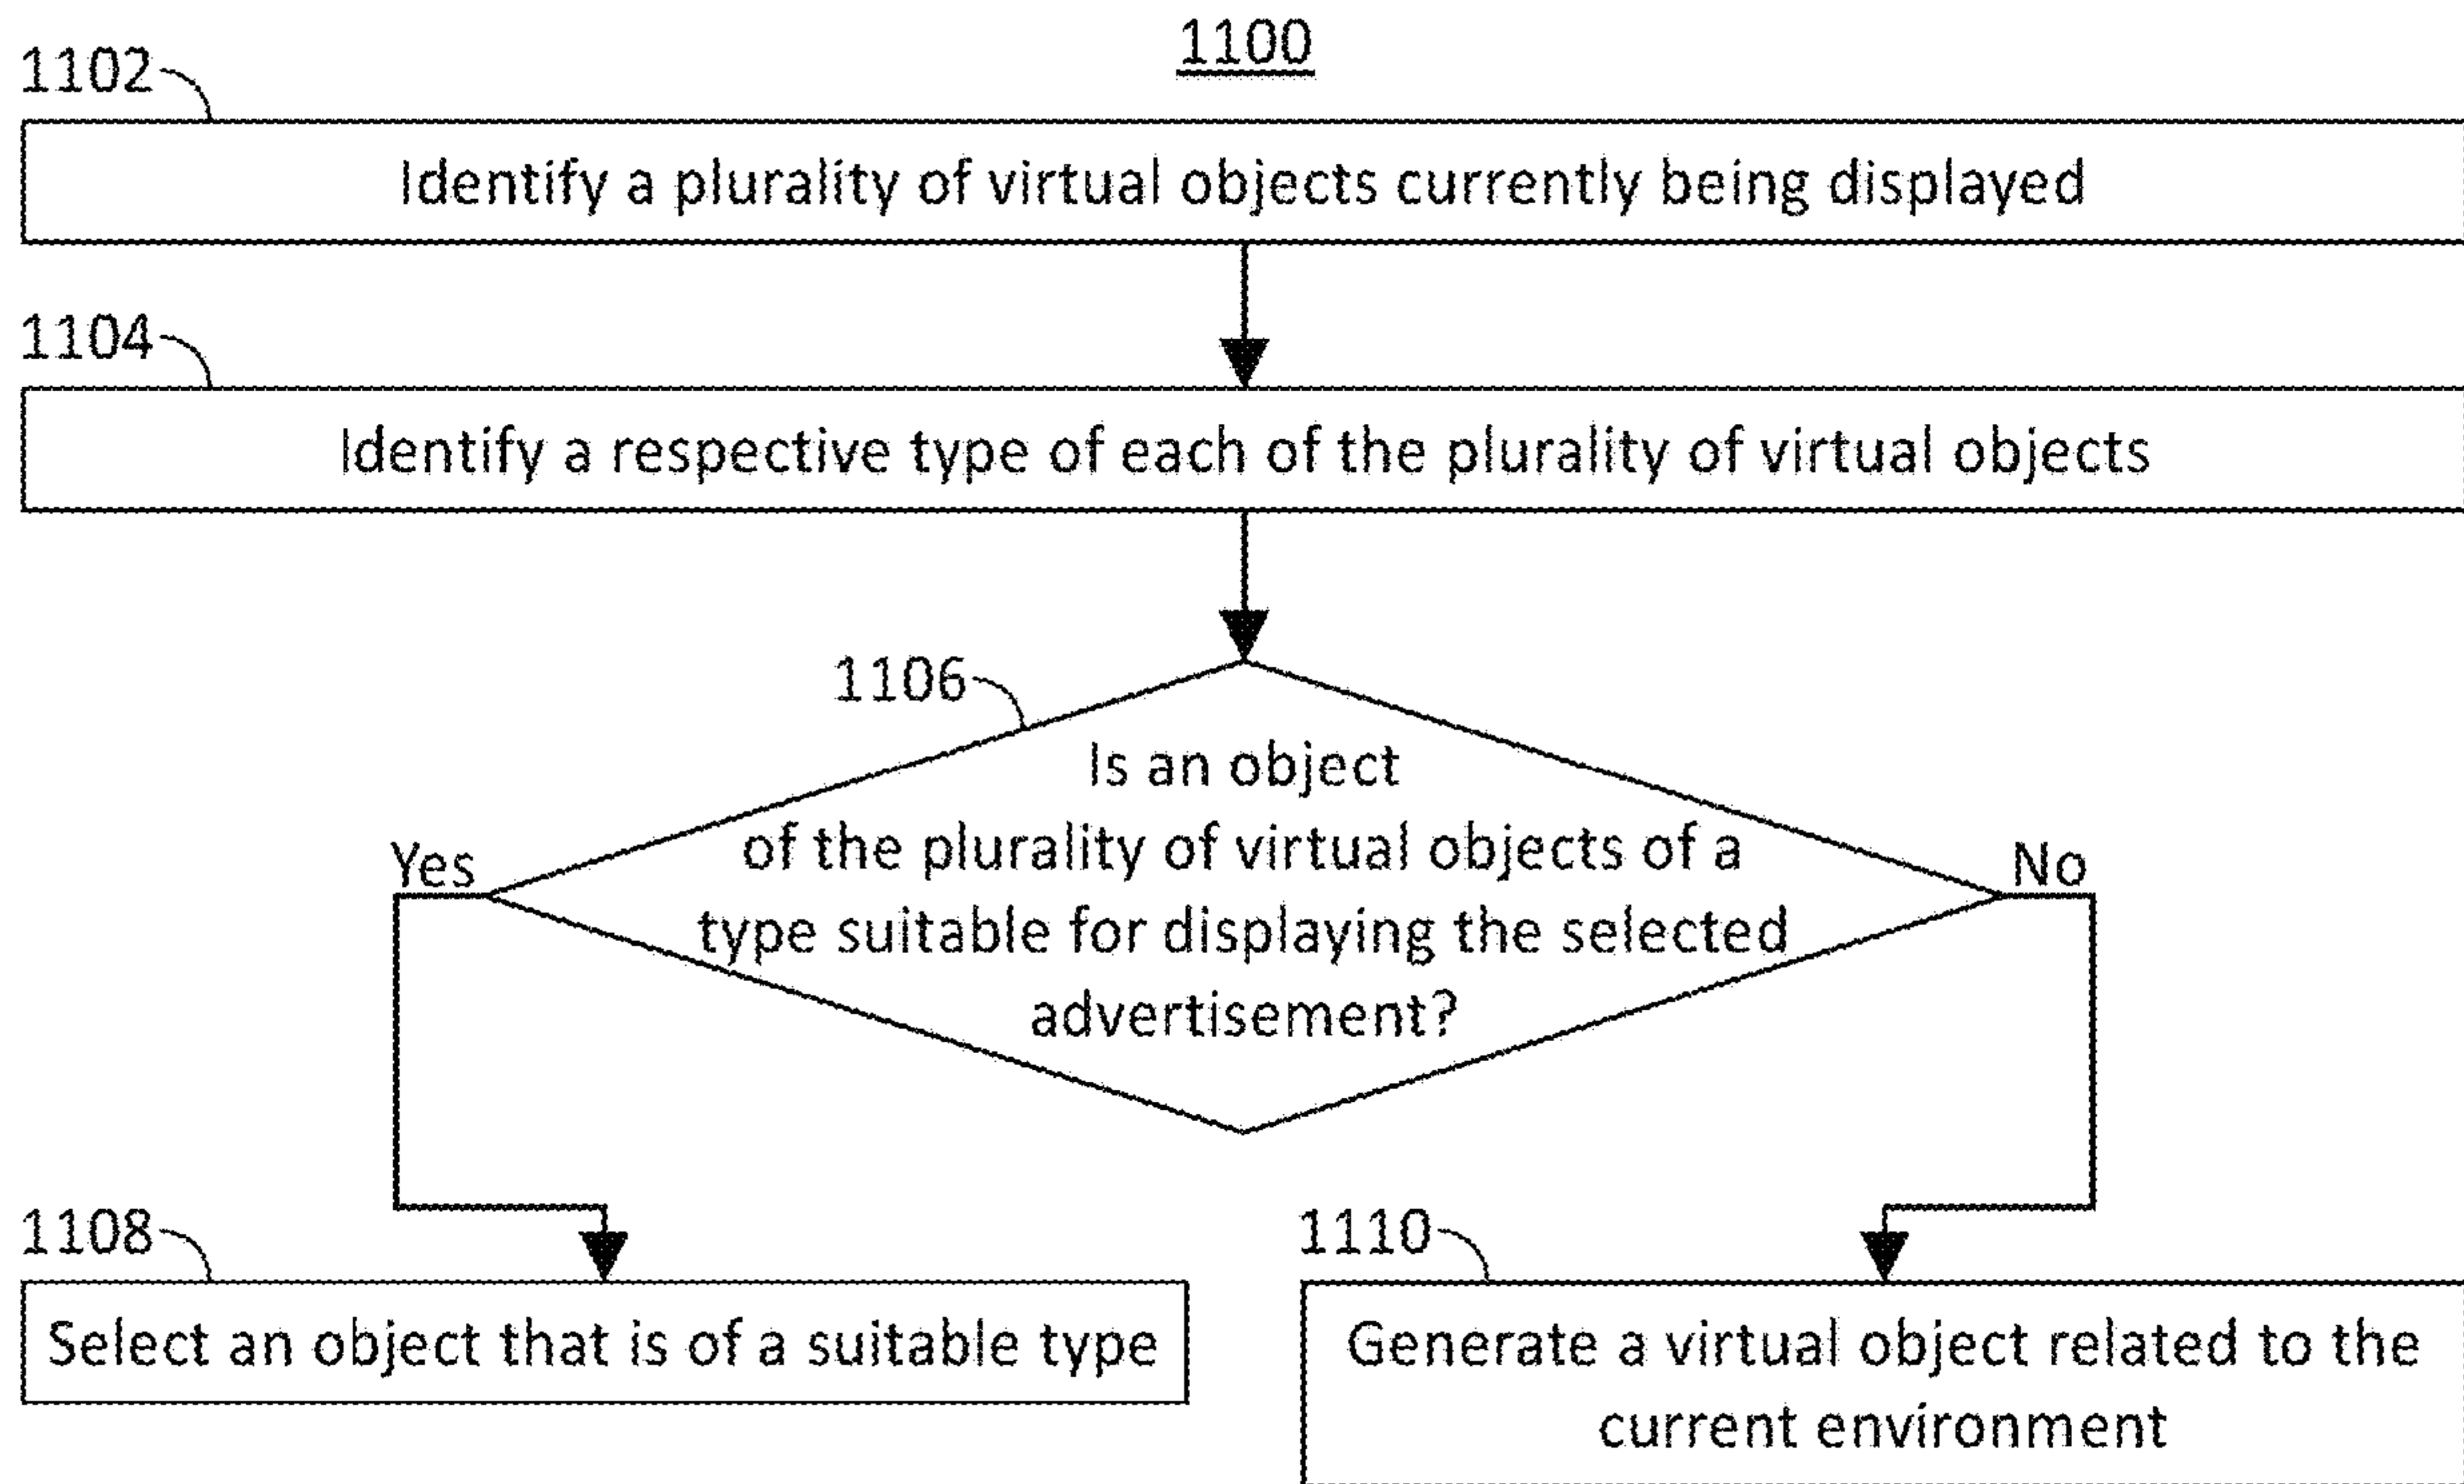 1100
1102
Identify a plurality of virtual objects currently being displayed
1104
Identify a respective type of each of the plurality of virtual objects
1106
Is an object
of the plurality of virtual objects of a
type suitable for displaying the selected
advertisement?
Yes
No
1108
Select an object that is of a suitable type
1110
Generate a virtual object related to the
current environment